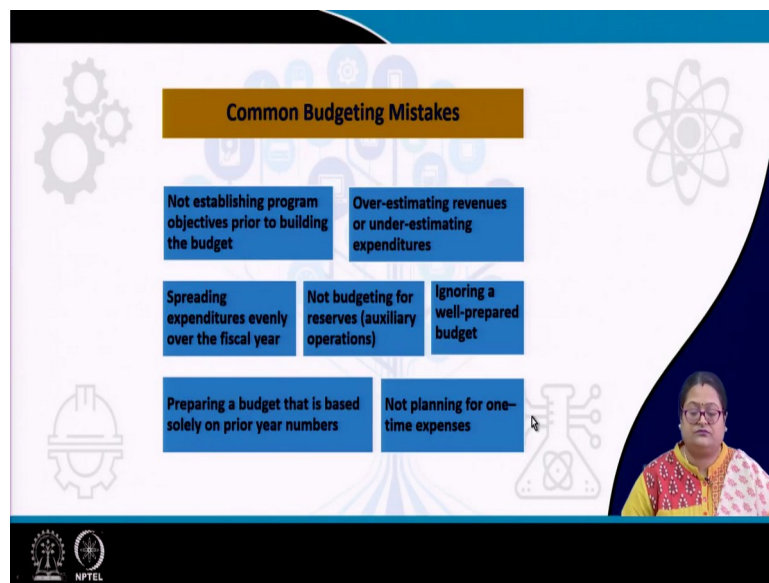 Common Budgeting Mistakes
Not establishing program
objectives prior to building
the budget
Over-estimating revenues
or under-estimating
expenditures
Spreading
expenditures evenly
over the fiscal year
Not budgeting for
reserves (auxiliary
operations)
Ignoring a
well-prepared
budget
Preparing a budget that is based
solely on prior year numbers
Not planning for one–
time expenses
NPTEL